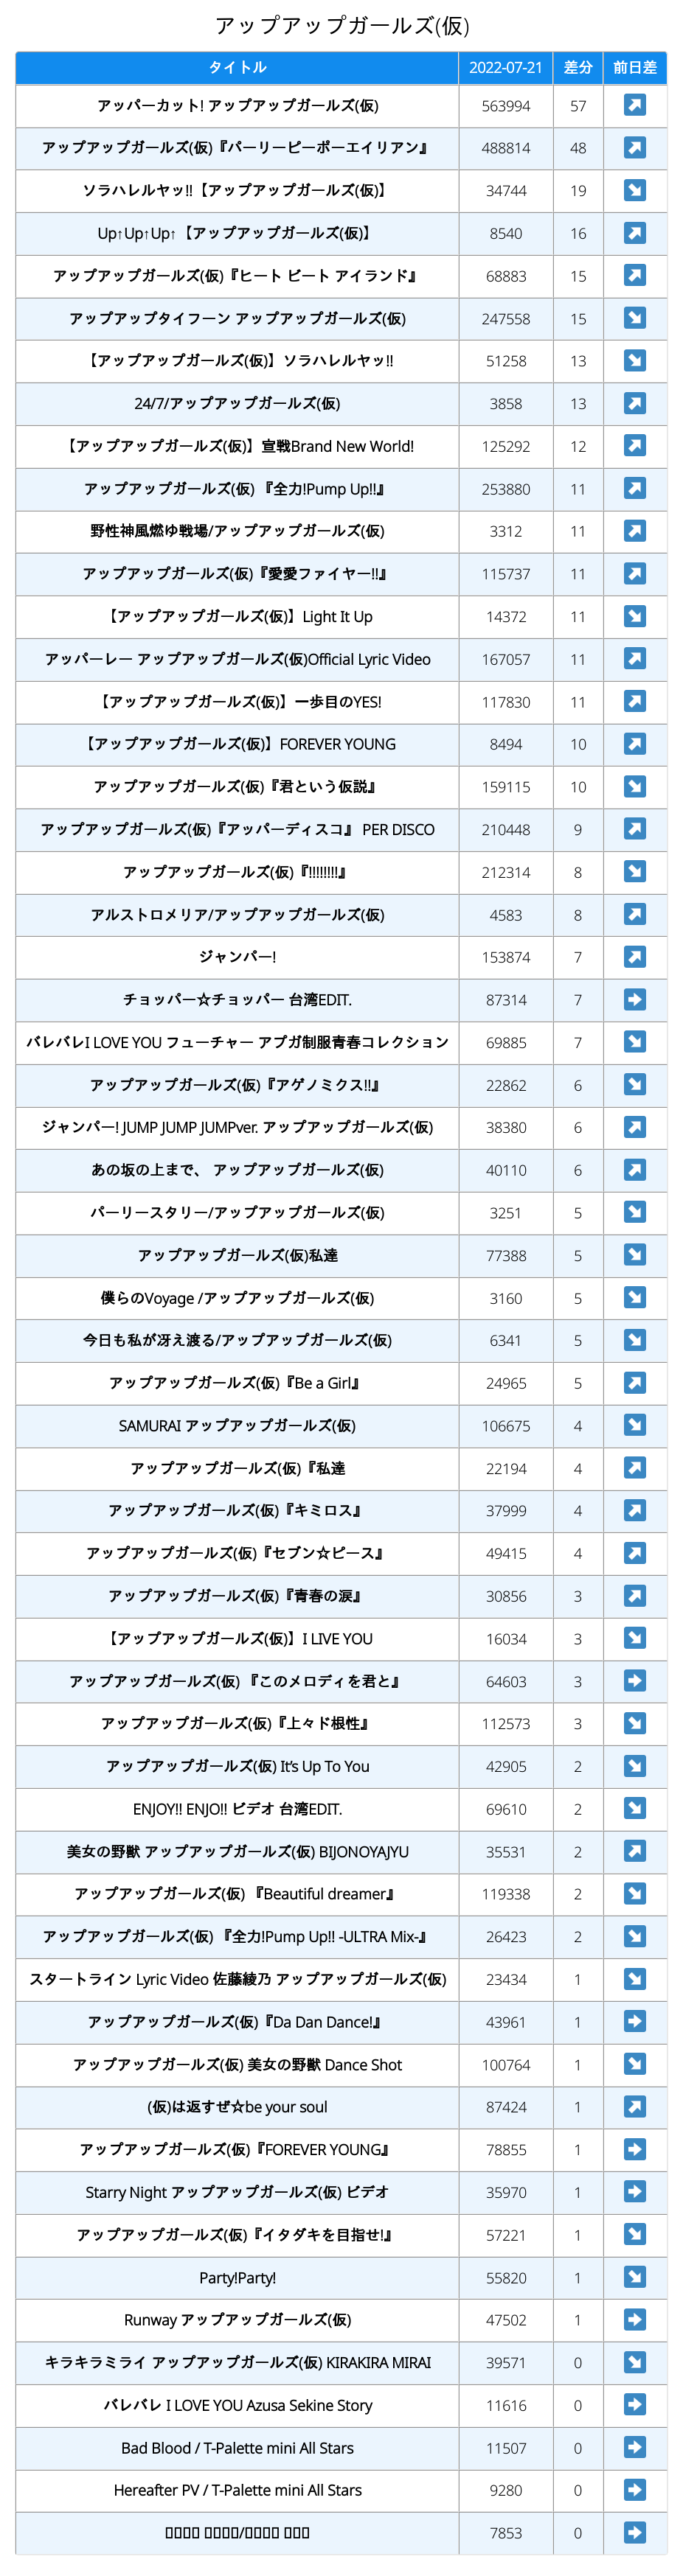 アップアップガールズ(仮)
タイトル 2022-07-21 差分 前日差
アッパーカット! アップアップガールズ(仮) 563994 57 ↗
アップアップガールズ(仮)『パーリーピーポーエイリアン』 488814 48 ↗
ソラハレルヤッ!!【アップアップガールズ(仮)】 34744 19 ↘
Up↑Up↑Up↑【アップアップガールズ(仮)】 8540 16 ↗
アップアップガールズ(仮)『ヒート ビート アイランド』 68883 15 ↗
アップアップタイフーン アップアップガールズ(仮) 247558 15 ↘
【アップアップガールズ(仮)】ソラハレルヤッ!! 51258 13 ↘
24/7/アップアップガールズ(仮) 3858 13 ↗
【アップアップガールズ(仮)】宣戦Brand New World! 125292 12 ↗
アップアップガールズ(仮) 『全力!Pump Up!!』 253880 11 ↗
野性神風燃ゆ戦場/アップアップガールズ(仮) 3312 11 ↗
アップアップガールズ(仮)『愛愛ファイヤー!!』 115737 11 ↗
【アップアップガールズ(仮)】Light It Up 14372 11 ↘
アッパーレー アップアップガールズ(仮)Official Lyric Video 167057 11 ↗
【アップアップガールズ(仮)】一歩目のYES! 117830 11 ↗
【アップアップガールズ(仮)】FOREVER YOUNG 8494 10 ↗
アップアップガールズ(仮)『君という仮説』 159115 10 ↘
アップアップガールズ(仮)『アッパーディスコ』 PER DISCO 210448 9 ↗
アップアップガールズ(仮)『!!!!!!!!』 212314 8 ↘
アルストロメリア/アップアップガールズ(仮) 4583 8 ↗
ジャンパー! 153874 7 ↗
チョッパー☆チョッパー 台湾EDIT. 87314 7 ➡
バレバレI LOVE YOU フューチャー アプガ制服青春コレクション 69885 7 ↘
アップアップガールズ(仮)『アゲノミクス!!』 22862 6 ↘
ジャンパー! JUMP JUMP JUMPver. アップアップガールズ(仮) 38380 6 ↗
あの坂の上まで、 アップアップガールズ(仮) 40110 6 ↗
パーリースタリー/アップアップガールズ(仮) 3251 5 ↘
アップアップガールズ(仮)私達 77388 5 ↘
僕らのVoyage /アップアップガールズ(仮) 3160 5 ↘
今日も私が冴え渡る/アップアップガールズ(仮) 6341 5 ↘
アップアップガールズ(仮)『Be a Girl』 24965 5 ↗
SAMURAI アップアップガールズ(仮) 106675 4 ↘
アップアップガールズ(仮)『私達 22194 4 ↗
アップアップガールズ(仮)『キミロス』 37999 4 ↗
アップアップガールズ(仮)『セブン☆ピース』 49415 4 ↗
アップアップガールズ(仮)『青春の涙』 30856 3 ↗
【アップアップガールズ(仮)】I LIVE YOU 16034 3 ↘
アップアップガールズ(仮) 『このメロディを君と』 64603 3 ➡
アップアップガールズ(仮)『上々ド根性』 112573 3 ↘
アップアップガールズ(仮) It's Up To You 42905 2 ↘
ENJOY!! ENJO!! ビデオ 台湾EDIT. 69610 2 ↘
美女の野獣 アップアップガールズ(仮) BIJONOYAJYU 35531 2 ↗
アップアップガールズ(仮) 『Beautiful dreamer』 119338 2 ↘
アップアップガールズ(仮) 『全力!Pump Up!! -ULTRA Mix-』 26423 2 ↘
スタートライン Lyric Video 佐藤綾乃 アップアップガールズ(仮) 23434 1 ↘
アップアップガールズ(仮)『Da Dan Dance!』 43961 1 ➡
アップアップガールズ(仮) 美女の野獣 Dance Shot 100764 1 ↘
(仮)は返すぜ☆be your soul 87424 1 ↗
アップアップガールズ(仮)『FOREVER YOUNG』 78855 1 ➡
Starry Night アップアップガールズ(仮) ビデオ 35970 1 ➡
アップアップガールズ(仮)『イタダキを目指せ!』 57221 1 ↘
Party!Party! 55820 1 ↘
Runway アップアップガールズ(仮) 47502 1 ➡
キラキラミライ アップアップガールズ(仮) KIRAKIRA MIRAI 39571 0 ↘
バレバレ I LOVE YOU Azusa Sekine Story 11616 0 ➡
Bad Blood / T-Palette mini All Stars 11507 0 ➡
Hereafter PV / T-Palette mini All Stars 9280 0 ➡
7853 0 ➡